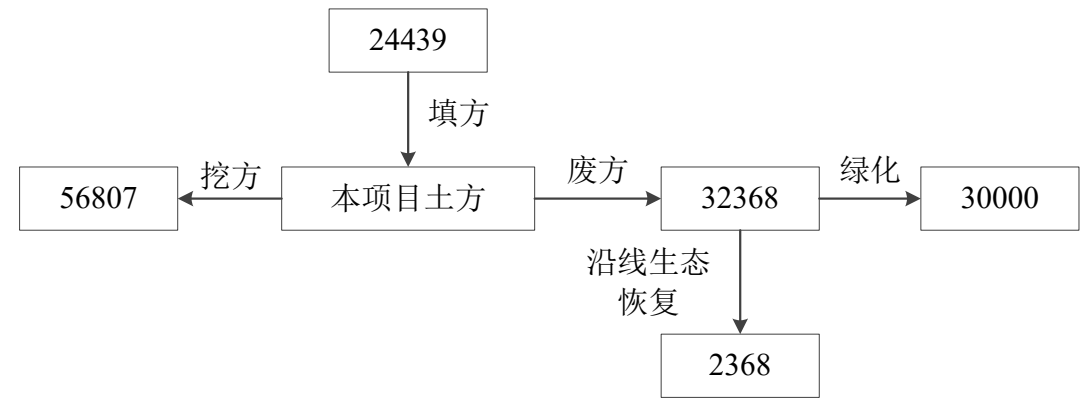 24439
填方
挖方
废方
绿化
56807
本项目土方
32368
30000
沿线生态
恢复
2368